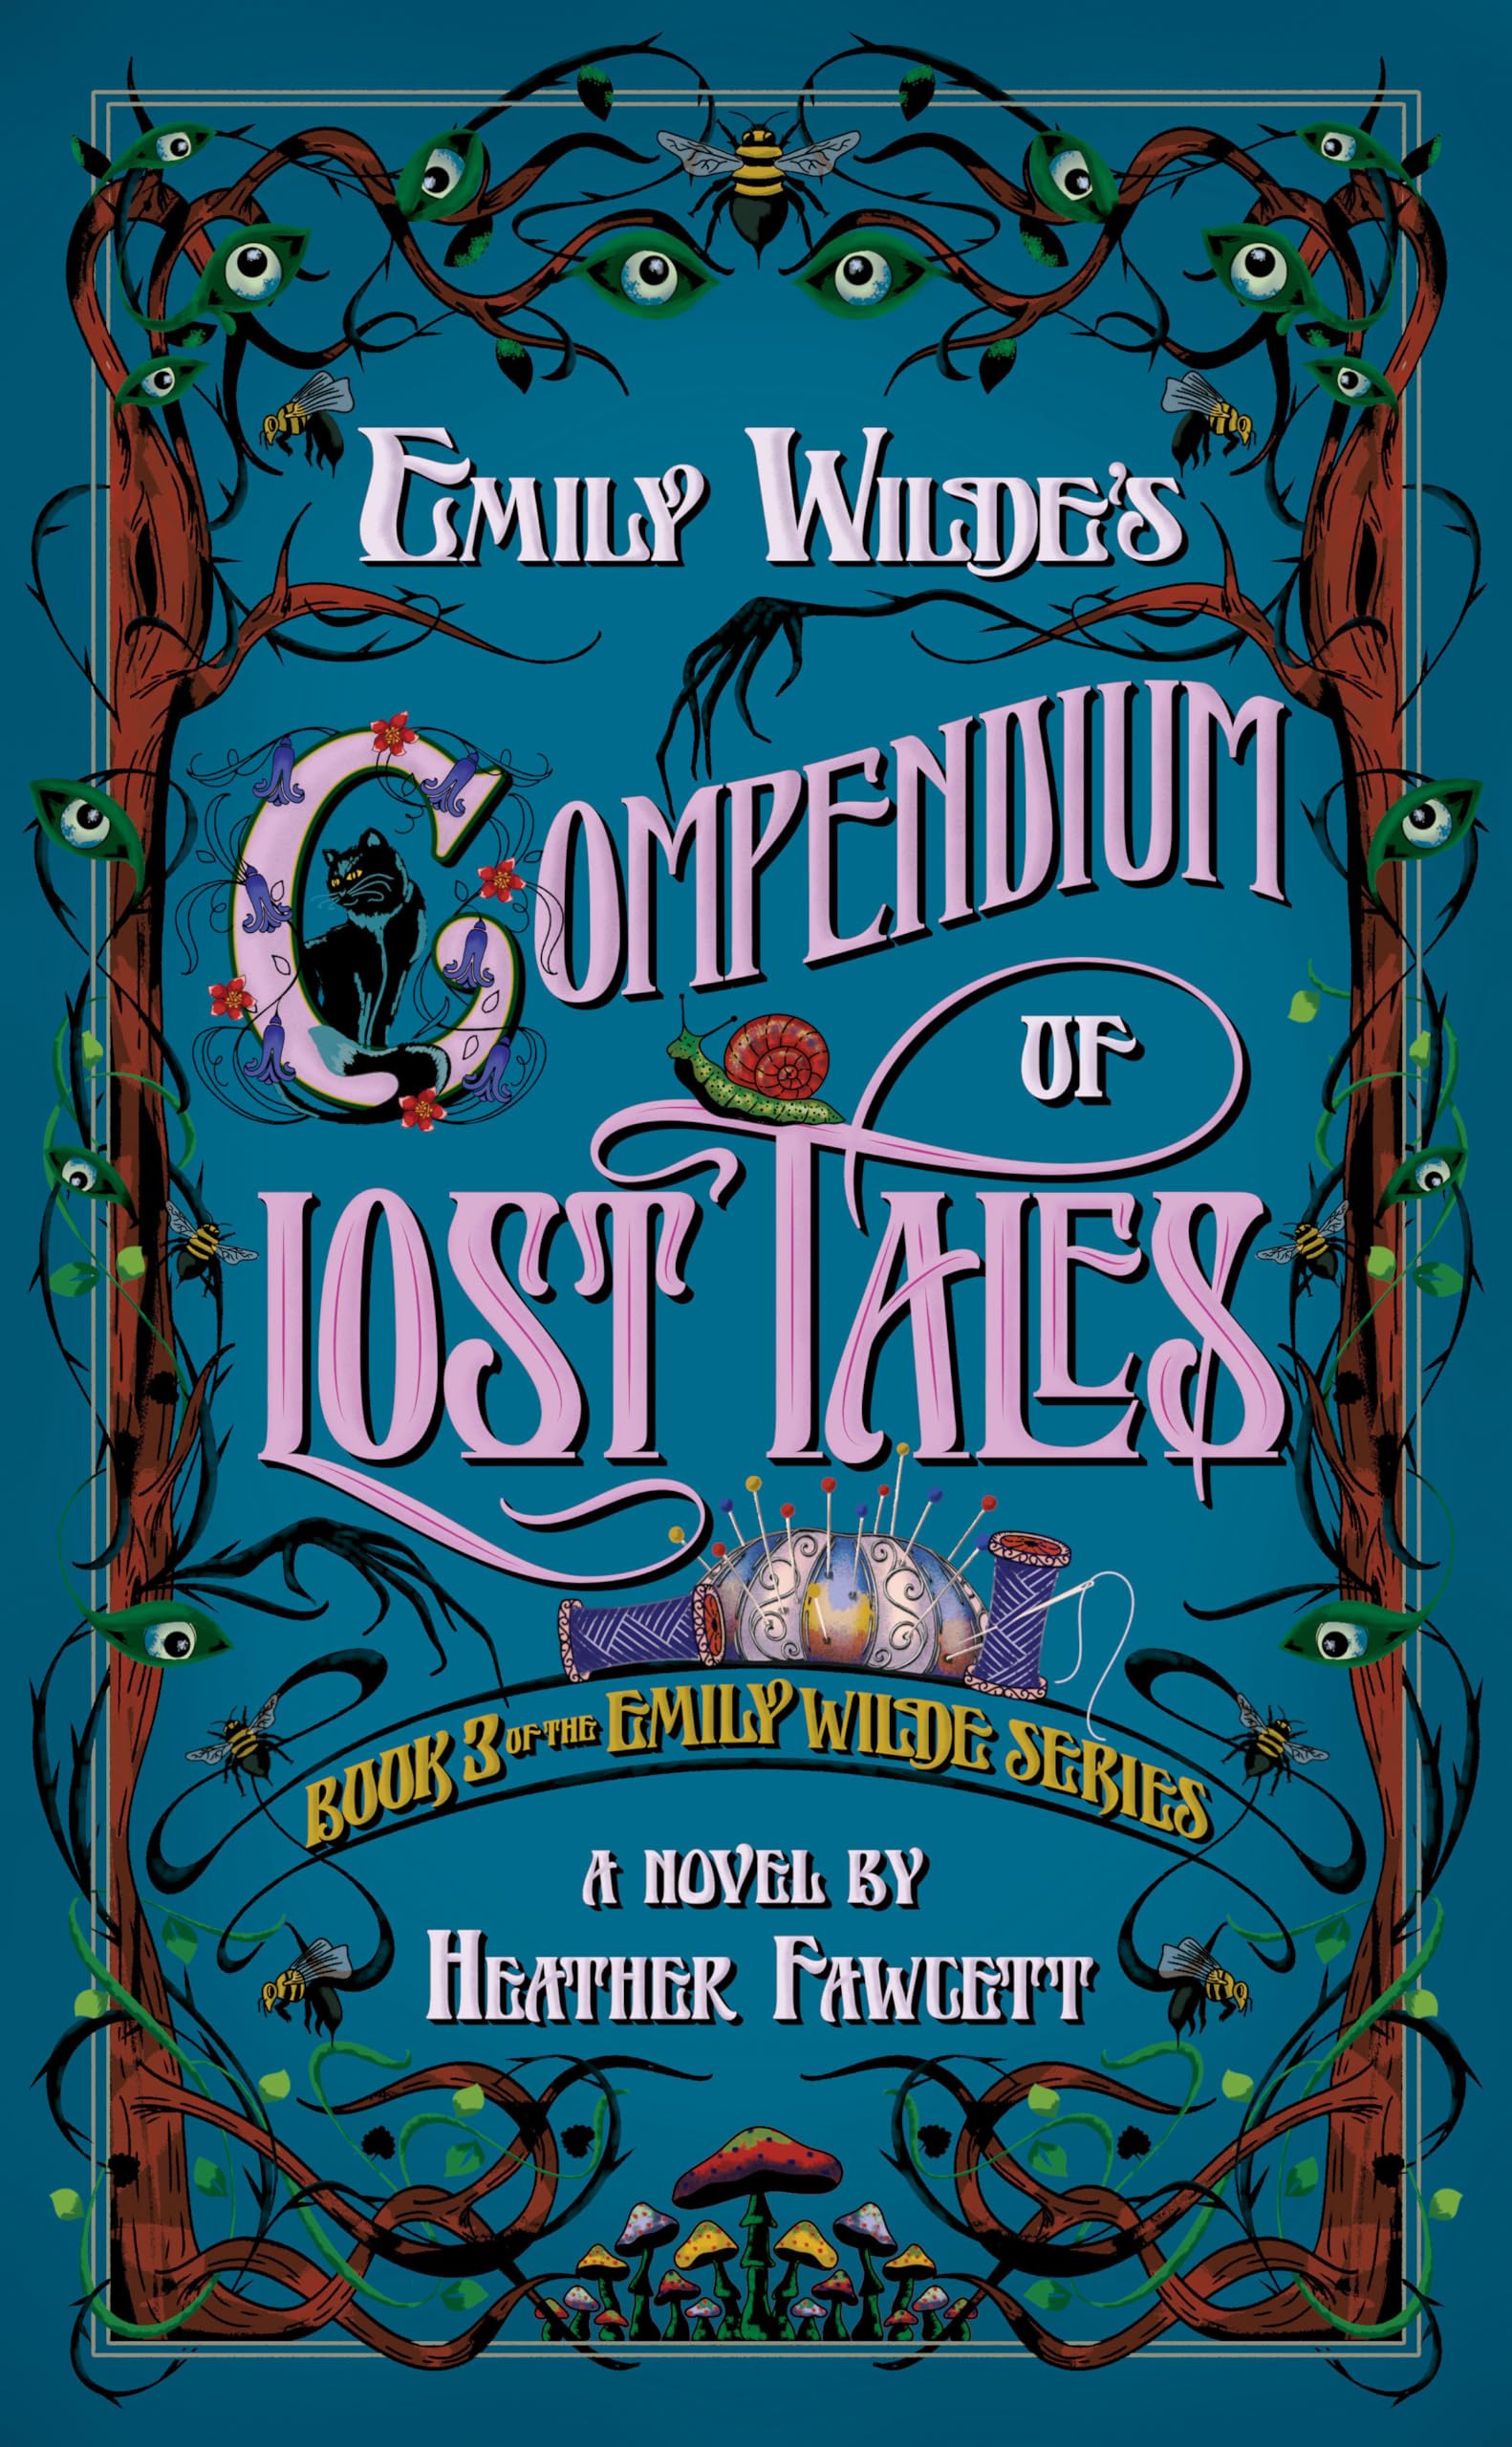 EMILY WILDE'S
COMPENDIUM
OF
LOST TALES
BOOK 3 OF THE EMILY WILDE SERIES
A NOVEL BY
HEATHER FAWCETT